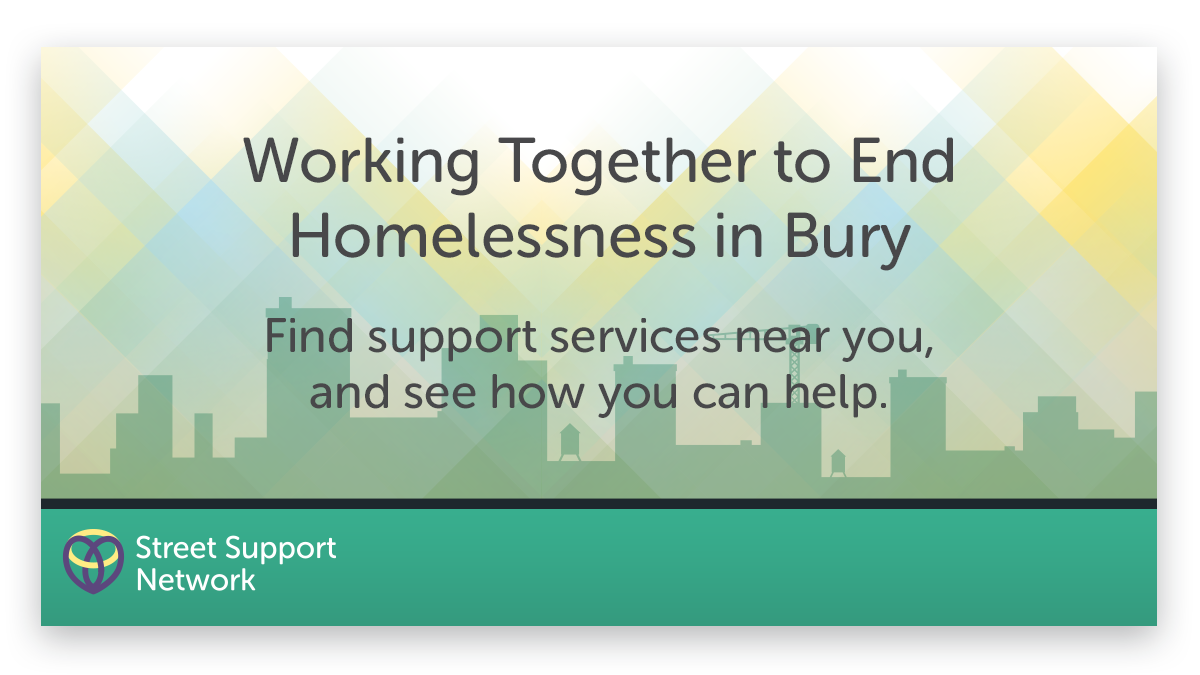 Working Together to End
Homelessness in Bury
Find support services near you,
and see how you can help.
Street Support
Network